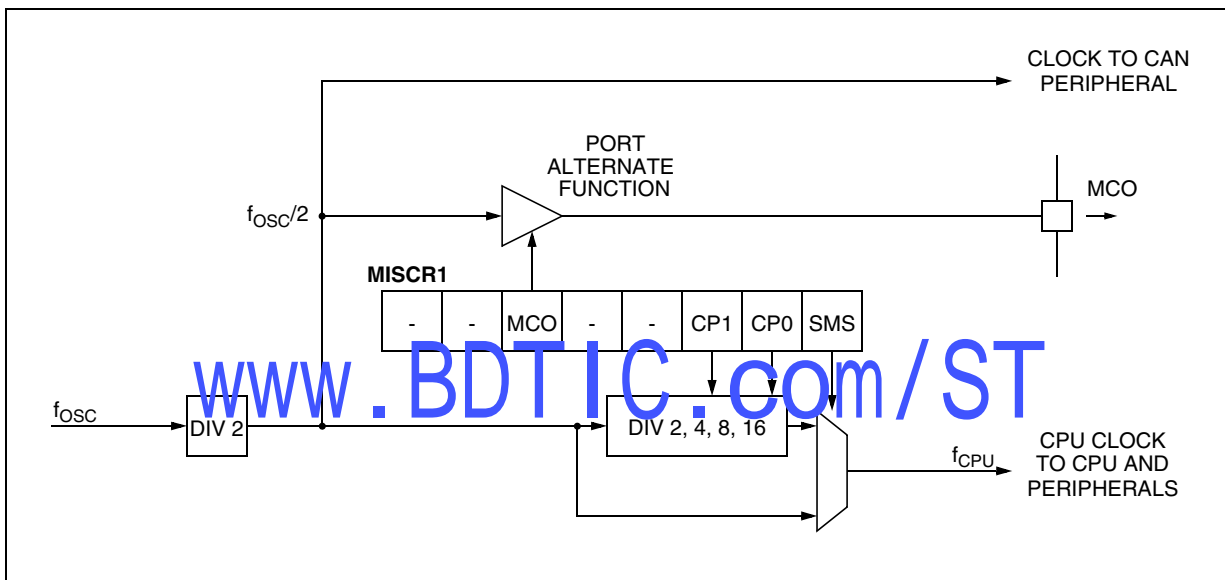 CLOCK TO CAN
PERIPHERAL
PORT
ALTERNATE
FUNCTION
MCO
fOSC/2
MISCR1
- - MCO - - CP1 CP0 SMS
www.BDTIC.com/ST
fOSC
DIV 2
DIV 2, 4, 8, 16
fCPU
CPU CLOCK
TO CPU AND
PERIPHERALS